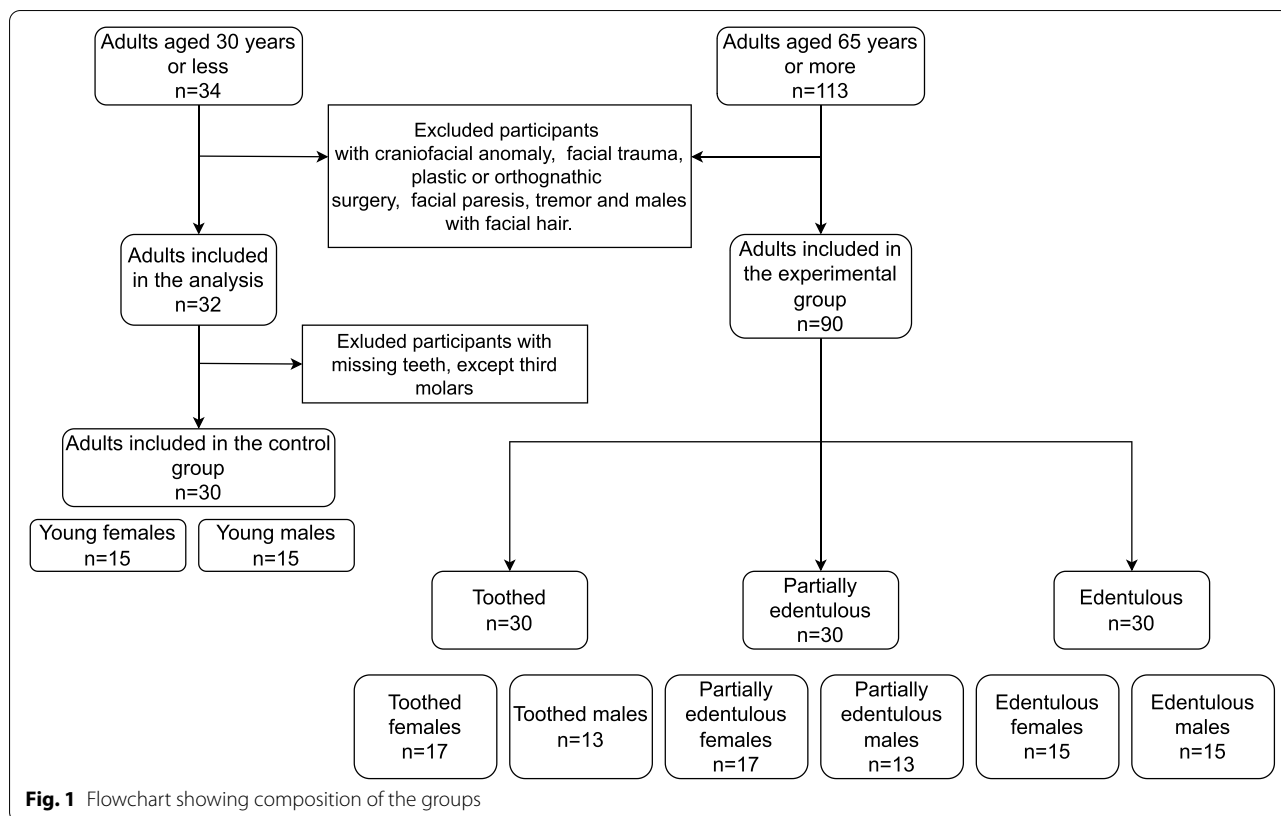 Adults aged 30 years
or less
n=34
Adults aged 65 years
or more
n=113
Excluded participants
with craniofacial anomaly, facial trauma,
plastic or orthognathic
surgery, facial paresis, tremor and males
with facial hair.
Adults included
in the analysis
n=32
Adults included in
the experimental
group
n=90
Exluded participants with
missing teeth, except third
molars
Adults included in the control
group
n=30
Young females
n=15
Young males
n=15
Toothed
n=30
Partially
edentulous
n=30
Edentulous
n=30
Toothed
females
n=17
Toothed males
n=13
Partially
edentulous
females
n=17
Partially
edentulous
males
n=13
Edentulous
females
n=15
Edentulous
males
n=15
Fig. 1 Flowchart showing composition of the groups